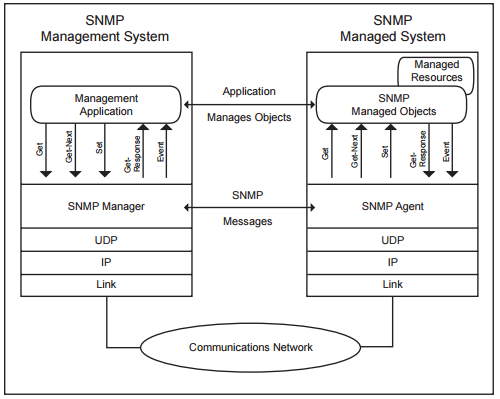 SNMP
Management System
SNMP
Managed System
Managed
Resources
Management
Application
Application
Manages Objects
SNMP
Managed Objects
Get
Get-Next
Set
Get-
Response
Event
Get
Get-Next
Set
Get-
Response
Event
SNMP Manager
SNMP
Messages
SNMP Agent
UDP
UDP
IP
IP
Link
Link
Communications Network